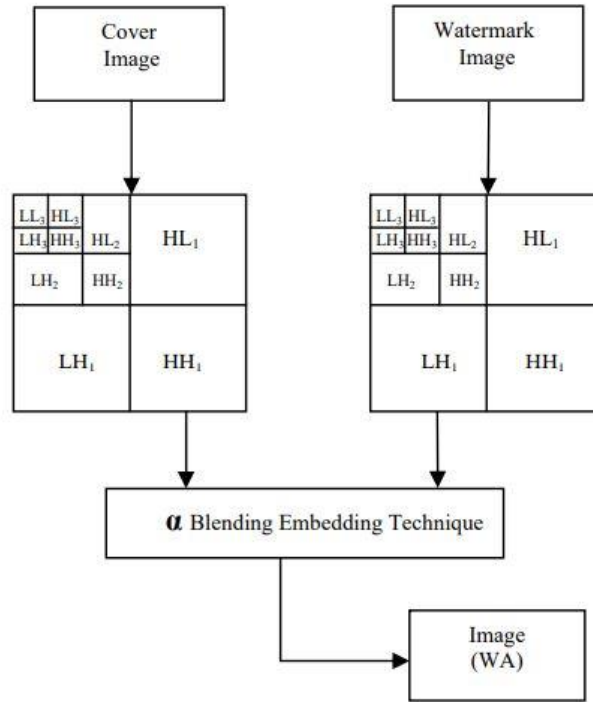 Cover
Image
Watermark
Image
LL₃ HL₃
LH₃ HH₃ HL₂
HL₁
LH₂ HH₂
LH₁ HH₁
LL₃ HL₃
LH₃ HH₃ HL₂
HL₁
LH₂ HH₂
LH₁ HH₁
α Blending Embedding Technique
Image
(WA)